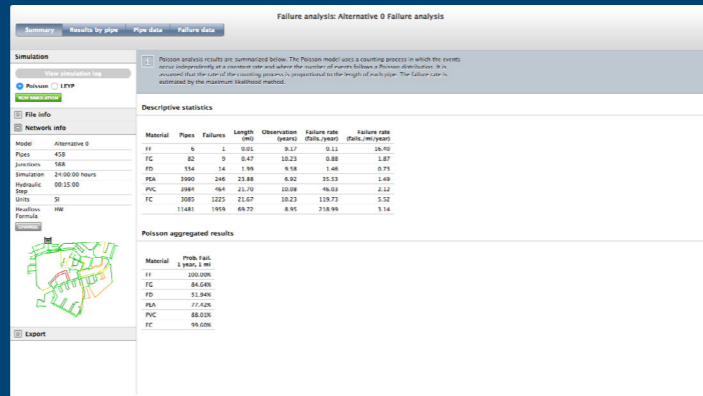 Failure analysis: Alternative 0 Failure analysis
Summary Results by pipe Pipe data Failure data
Simulation
View simulation log
Poisson LEYP
RUN SIMULATION
File info
Network info
Model Alternative 0
Pipes 458
Junctions 568
Simulation 24:00:00 hours
Hydraulic Step 00:15:00
Units SI
Headloss Formula HW
CHANGE
Export
Poisson analysis results are summarized below. The Poisson model uses a counting process in which the events
occur independently at a constant rate and where the number of events follows a Poisson distribution. It is
assumed that the rate of the counting process is proportional to the length of each pipe. The failure rate is
estimated by the maximum likelihood method.
Descriptive statistics
Material Pipes Failures Length (mi) Observation (years) Failure rate (fails./year) Failure rate (fails./mi/year)
FF 6 1 0.01 9.17 0.11 16.40
FG 82 9 0.47 10.23 0.88 1.87
FD 334 14 1.99 9.58 1.46 0.73
PEA 3990 246 23.88 6.92 35.53 1.49
PVC 3984 464 21.70 10.08 46.03 2.12
FC 3085 1225 21.67 10.23 119.73 5.52
11481 1959 69.72 8.95 218.99 3.14
Poisson aggregated results
Material Prob. Fail. 1 year, 1 mi
FF 100.00%
FG 84.64%
FD 51.94%
PEA 77.42%
PVC 88.01%
FC 99.60%